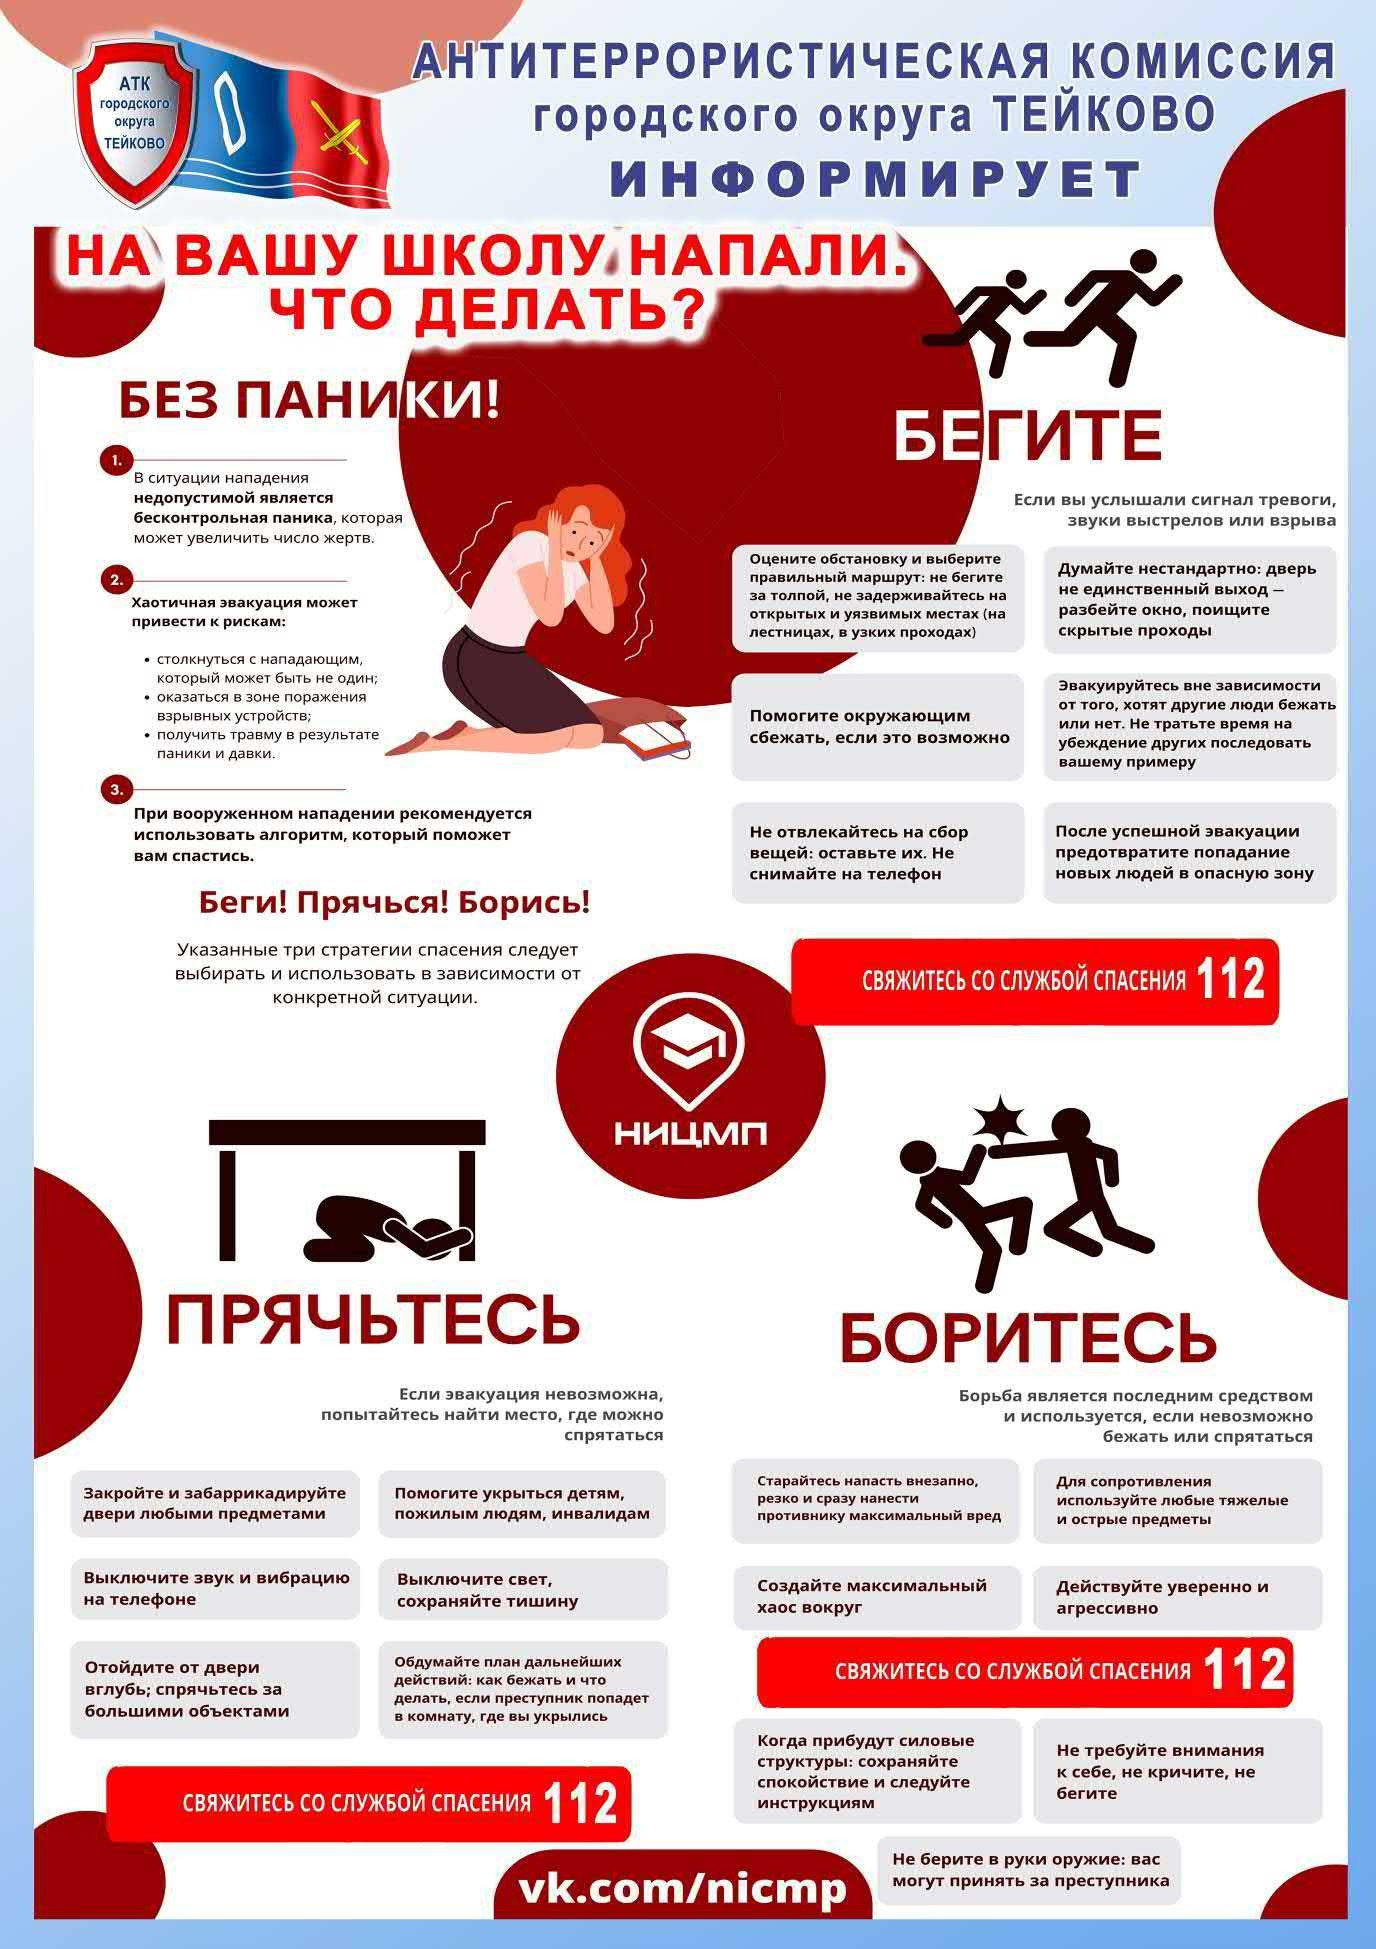 АТК
городского
округа
ТЕЙКОВО
АНТИТЕРРОРИСТИЧЕСКАЯ КОМИССИЯ
городского округа ТЕЙКОВО
ИНФОРМИРУЕТ
НА ВАШУ ШКОЛУ НАПАЛИ.
ЧТО ДЕЛАТЬ?
БЕЗ ПАНИКИ!
1.
В ситуации нападения
недопустимой является
бесконтрольная паника, которая
может увеличить число жертв.
2.
Хаотичная эвакуация может
привести к рискам:
• столкнуться с нападающим,
который может быть не один;
• оказаться в зоне поражения
взрывных устройств;
• получить травму в результате
паники и давки.
3.
При вооруженном нападении рекомендуется
использовать алгоритм, который поможет
вам спастись.
Беги! Прячься! Борись!
Указанные три стратегии спасения следует
выбирать и использовать в зависимости от
конкретной ситуации.
БЕГИТЕ
Если вы услышали сигнал тревоги,
звуки выстрелов или взрыва
Оцените обстановку и выберите
правильный маршрут: не бегите
за толпой, не задерживайтесь на
открытых и уязвимых местах (на
лестницах, в узких проходах)
Думайте нестандартно: дверь
не единственный выход —
разбейте окно, поищите
скрытые проходы
Помогите окружающим
сбежать, если это возможно
Эвакуируйтесь вне зависимости
от того, хотят другие люди бежать
или нет. Не тратьте время на
убеждение других последовать
вашему примеру
Не отвлекайтесь на сбор
вещей: оставьте их. Не
снимайте на телефон
После успешной эвакуации
предотвратите попадание
новых людей в опасную зону
СВЯЖИТЕСЬ СО СЛУЖБОЙ СПАСЕНИЯ 112
НИЦМП
ПРЯЧЬТЕСЬ
Если эвакуация невозможна,
попытайтесь найти место, где можно
спрятаться
Закройте и забаррикадируйте
двери любыми предметами
Помогите укрыться детям,
пожилым людям, инвалидам
Выключите звук и вибрацию
на телефоне
Выключите свет,
сохраняйте тишину
Отойдите от двери
вглубь; спрячьтесь за
большими объектами
Обдумайте план дальнейших
действий: как бежать и что
делать, если преступник попадет
в комнату, где вы укрылись
СВЯЖИТЕСЬ СО СЛУЖБОЙ СПАСЕНИЯ 112
БОРИТЕСЬ
Борьба является последним средством
и используется, если невозможно
бежать или спрятаться
Старайтесь напасть внезапно,
резко и сразу нанести
противнику максимальный вред
Для сопротивления
используйте любые тяжелые
и острые предметы
Создайте максимальный
хаос вокруг
Действуйте уверенно и
агрессивно
СВЯЖИТЕСЬ СО СЛУЖБОЙ СПАСЕНИЯ 112
Когда прибудут силовые
структуры: сохраняйте
спокойствие и следуйте
инструкциям
Не требуйте внимания
к себе, не кричите, не
бегите
Не берите в руки оружие: вас
могут принять за преступника
vk.com/nicmp